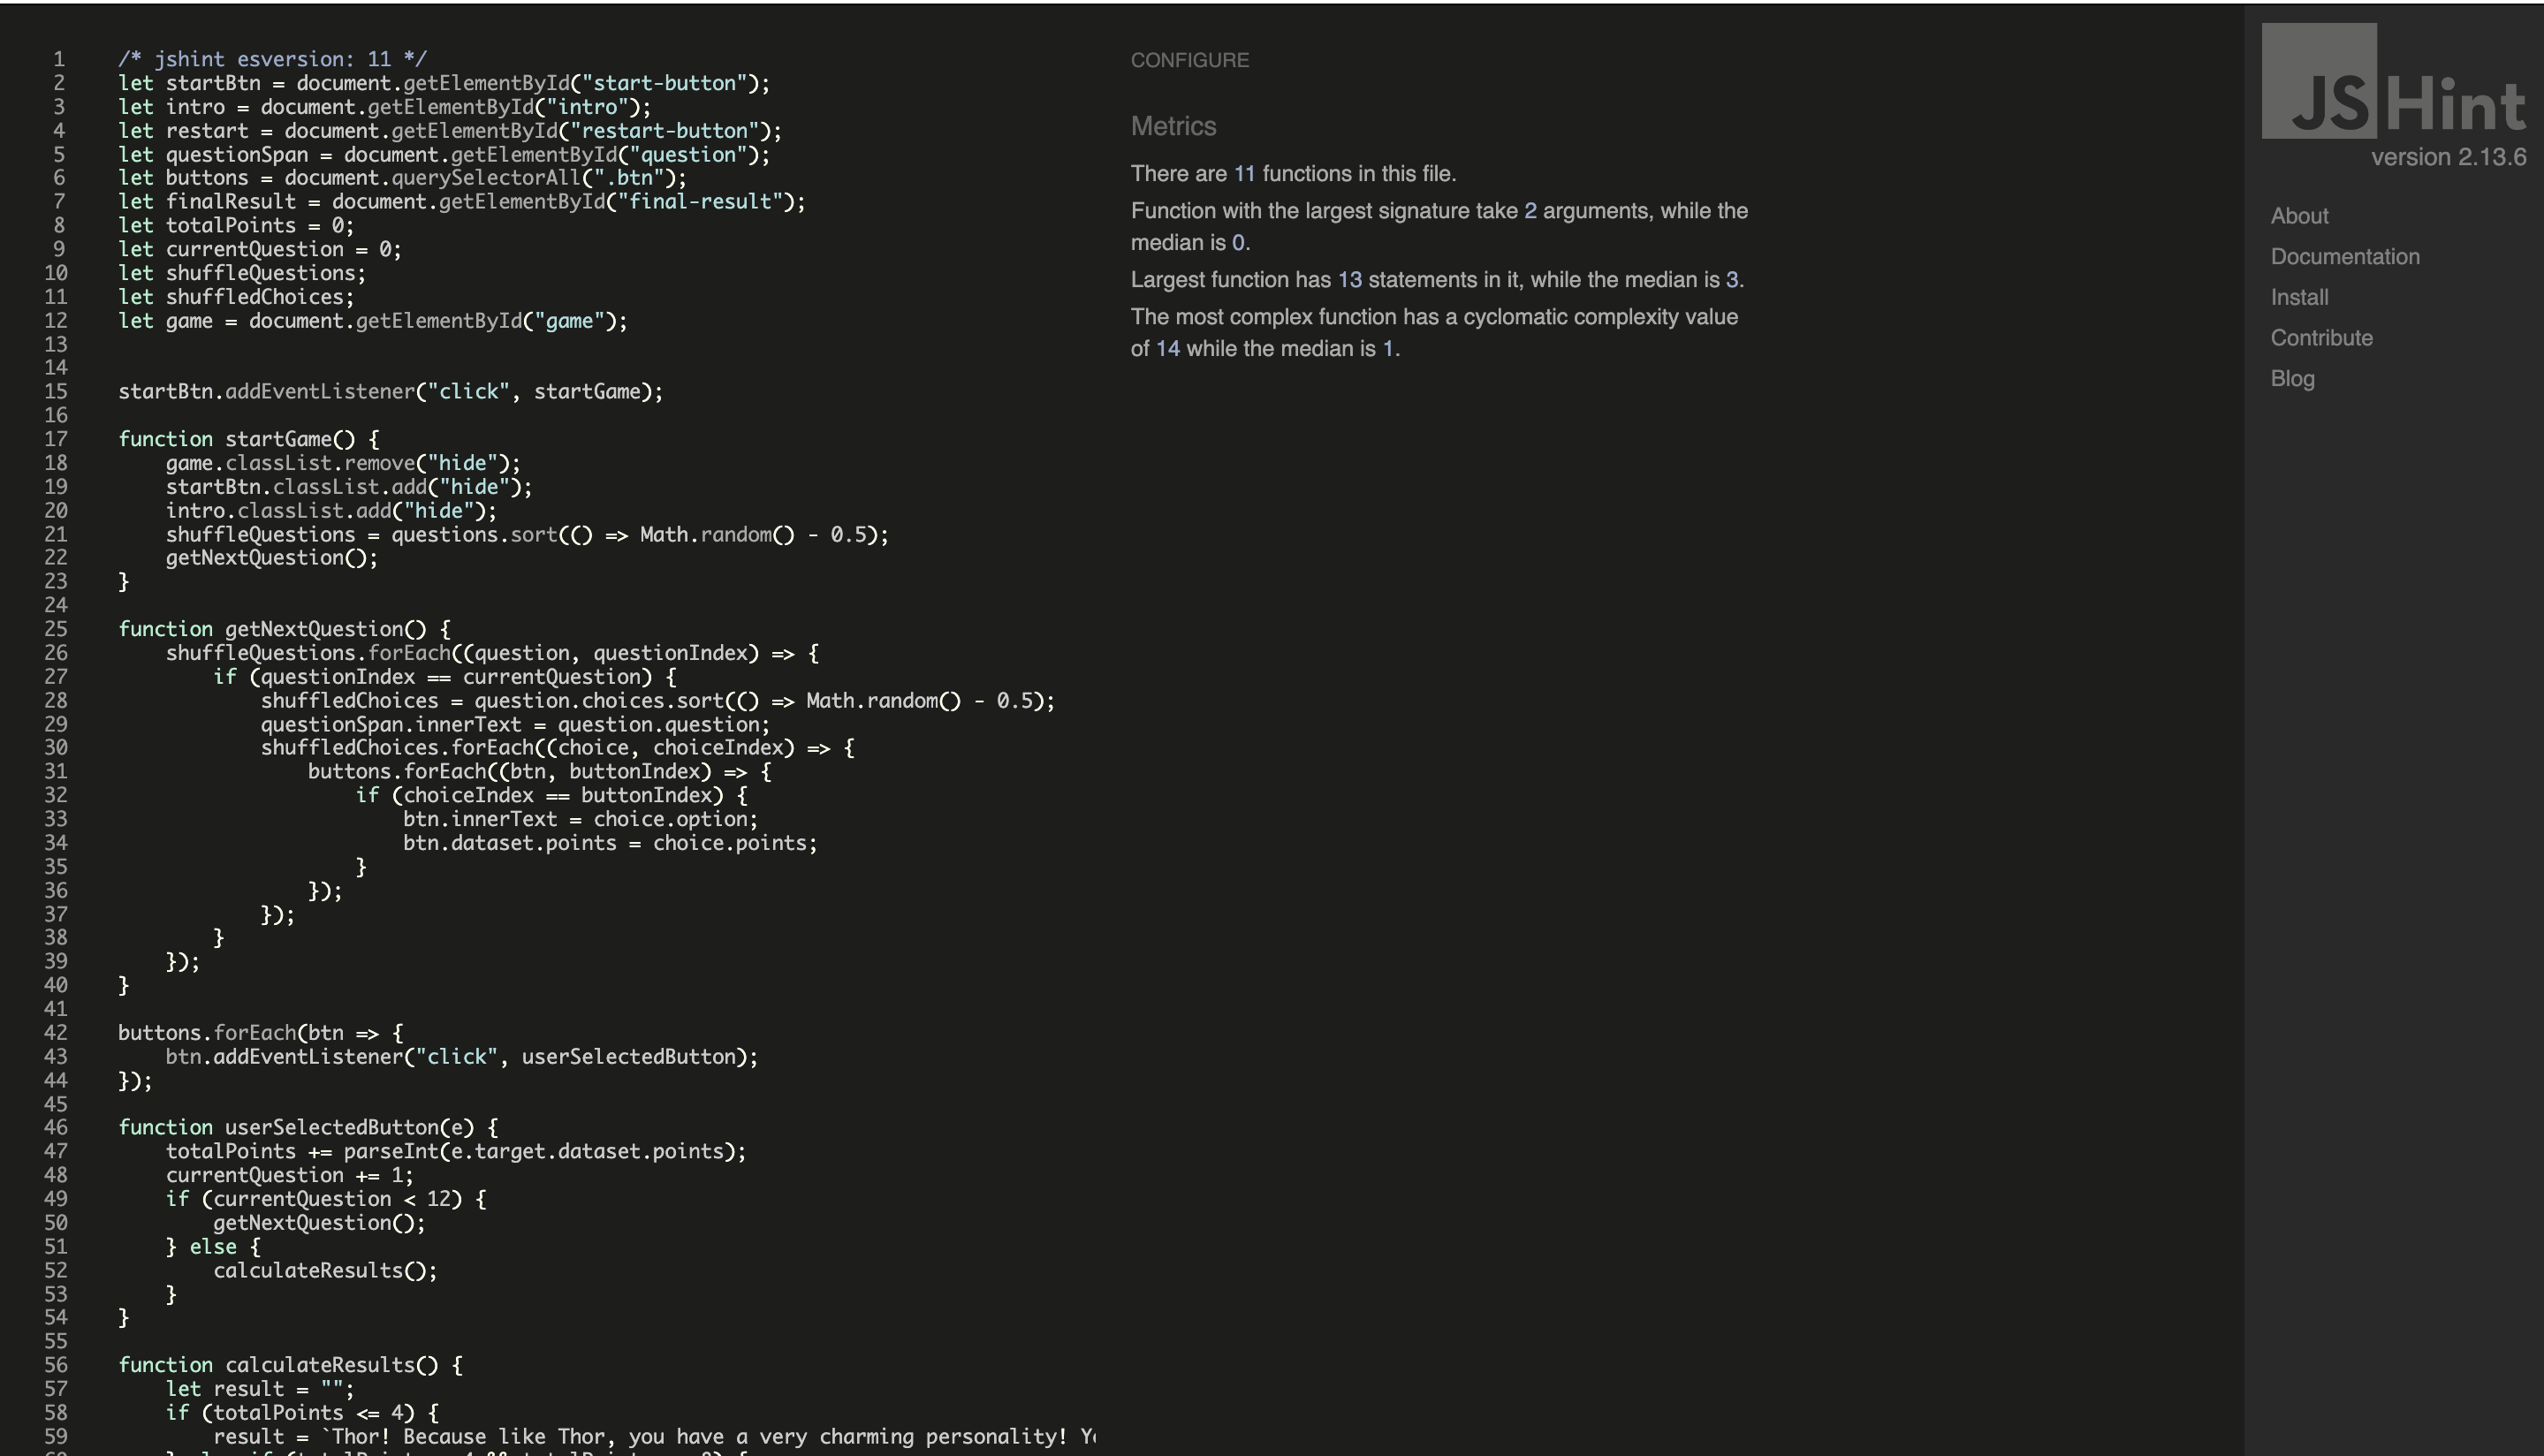 1 /* jshint esversion: 11 */
2 let startBtn = document.getElementById("start-button");
3 let intro = document.getElementById("intro");
4 let restart = document.getElementById("restart-button");
5 let questionSpan = document.getElementById("question");
6 let buttons = document.querySelectorAll(".btn");
7 let finalResult = document.getElementById("final-result");
8 let totalPoints = 0;
9 let currentQuestion = 0;
10 let shuffleQuestions;
11 let shuffledChoices;
12 let game = document.getElementById("game");
13
14
15 startBtn.addEventListener("click", startGame);
16
17 function startGame() {
18     game.classList.remove("hide");
19     startBtn.classList.add("hide");
20     intro.classList.add("hide");
21     shuffleQuestions = questions.sort(() => Math.random() - 0.5);
22     getNextQuestion();
23 }
24
25 function getNextQuestion() {
26     shuffleQuestions.forEach((question, questionIndex) => {
27         if (questionIndex == currentQuestion) {
28             shuffledChoices = question.choices.sort(() => Math.random() - 0.5);
29             questionSpan.innerText = question.question;
30             shuffledChoices.forEach((choice, choiceIndex) => {
31                 buttons.forEach((btn, buttonIndex) => {
32                     if (choiceIndex == buttonIndex) {
33                         btn.innerText = choice.option;
34                         btn.dataset.points = choice.points;
35                     }
36                 });
37             });
38         }
39     });
40 }
41
42 buttons.forEach(btn => {
43     btn.addEventListener("click", userSelectedButton);
44 });
45
46 function userSelectedButton(e) {
47     totalPoints += parseInt(e.target.dataset.points);
48     currentQuestion += 1;
49     if (currentQuestion < 12) {
50         getNextQuestion();
51     } else {
52         calculateResults();
53     }
54 }
55
56 function calculateResults() {
57     let result = "";
58     if (totalPoints <= 4) {
59         result = `Thor! Because like Thor, you have a very charming personality!
CONFIGURE
Metrics
There are 11 functions in this file.
Function with the largest signature take 2 arguments, while the
median is 0.
Largest function has 13 statements in it, while the median is 3.
The most complex function has a cyclomatic complexity value
of 14 while the median is 1.
JSHint
version 2.13.6
About
Documentation
Install
Contribute
Blog